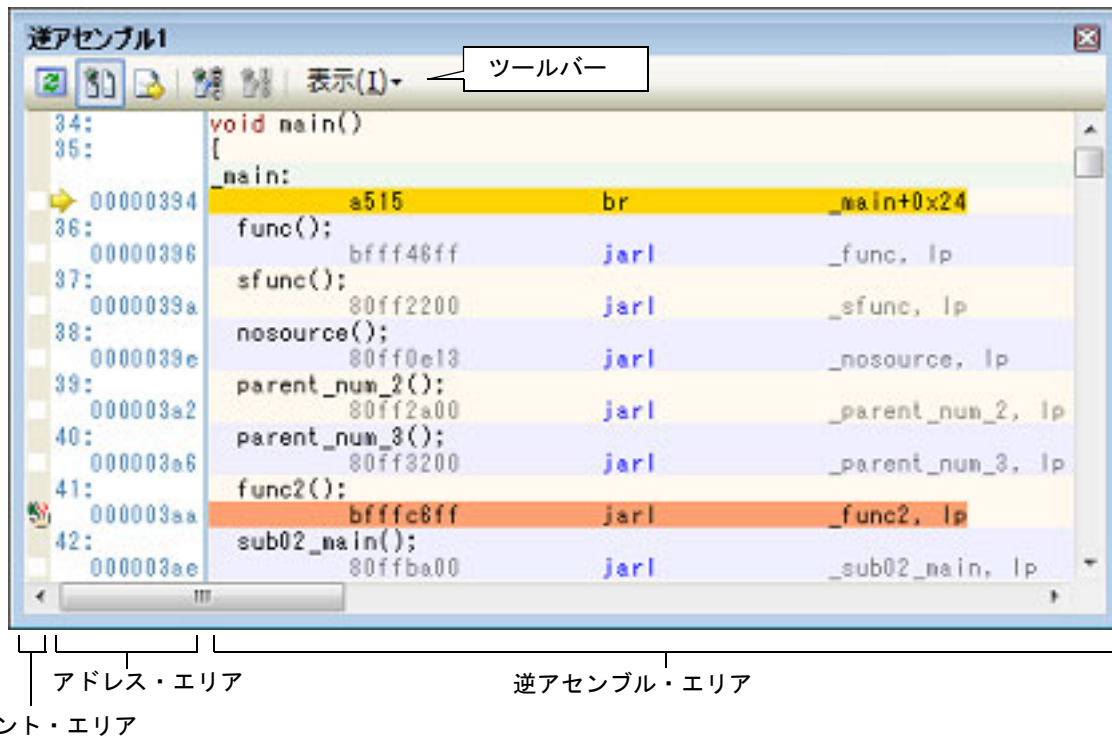 逆アセンブル1
表示(I)
ツールバー
34: void main()
35: {
_main:
00000394 a515 br _main+0x24
36: func();
00000396 bfff46ff jarl _func, lp
37: sfunc();
0000039a 80ff2200 jarl _sfunc, lp
38: nosource();
0000039e 80ff0e13 jarl _nosource, lp
39: parent_num_2();
000003a2 80ff2a00 jarl _parent_num_2, lp
40: parent_num_3();
000003a6 80ff3200 jarl _parent_num_3, lp
41: func2();
000003aa bfffc6ff jarl _func2, lp
42: sub02_main();
000003ae 80ffba00 jarl _sub02_main, lp
アドレス・エリア
逆アセンブル・エリア
ント・エリア